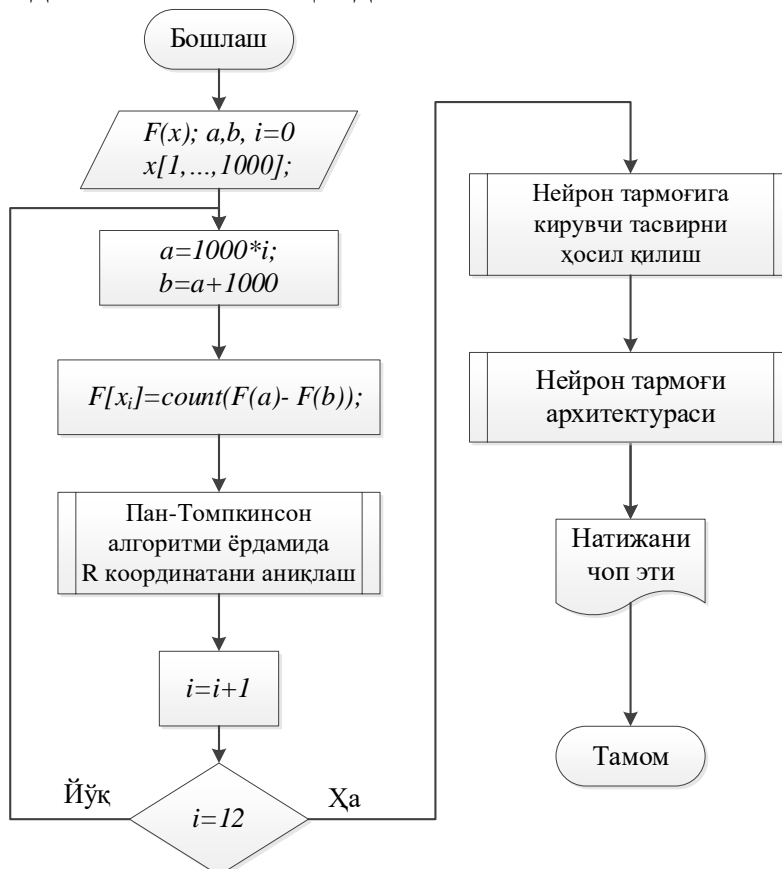 Бошлаш
F(x); a,b, i=0
x[1,...,1000];
a=1000*i;
b=a+1000
F[xᵢ]=count(F(a)- F(b));
Пан-Томпкинсон
алгоритми ёрдамида
R координатани аниқлаш
i=i+1
i=12
Йўқ
Ҳа
Нейрон тармоғига
кирувчи тасвирни
ҳосил қилиш
Нейрон тармоғи
архитектураси
Натижани
чоп эти
Тамом